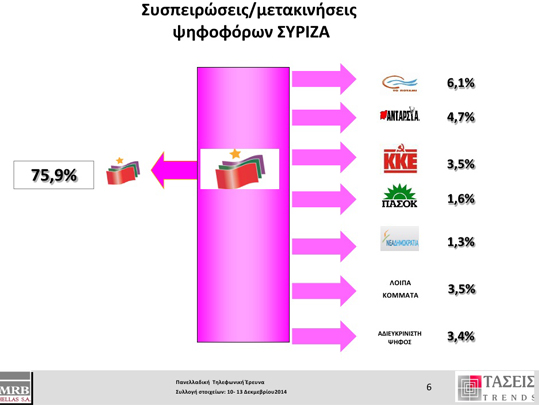 Συσπειρώσεις/μετακινήσεις
ψηφοφόρων ΣΥΡΙΖΑ
6,1%
ΑΝΤΑΡΣΥΑ
4,7%
75,9%
ΚΚΕ
3,5%
ΠΑΣΟΚ
1,6%
ΝΕΑΔΗΜΟΚΡΑΤΙΑ
1,3%
ΛΟΙΠΑ
ΚΟΜΜΑΤΑ
3,5%
ΑΔΙΕΥΚΡΙΝΙΣΤΗ
ΨΗΦΟΣ
3,4%
MRB
HELLAS S.A.
Πανελλαδική Τηλεφωνική Έρευνα
Συλλογή στοιχείων: 10- 13 Δεκεμβρίου 2014
6
ΤΑΣΕΙΣ
TRENDS